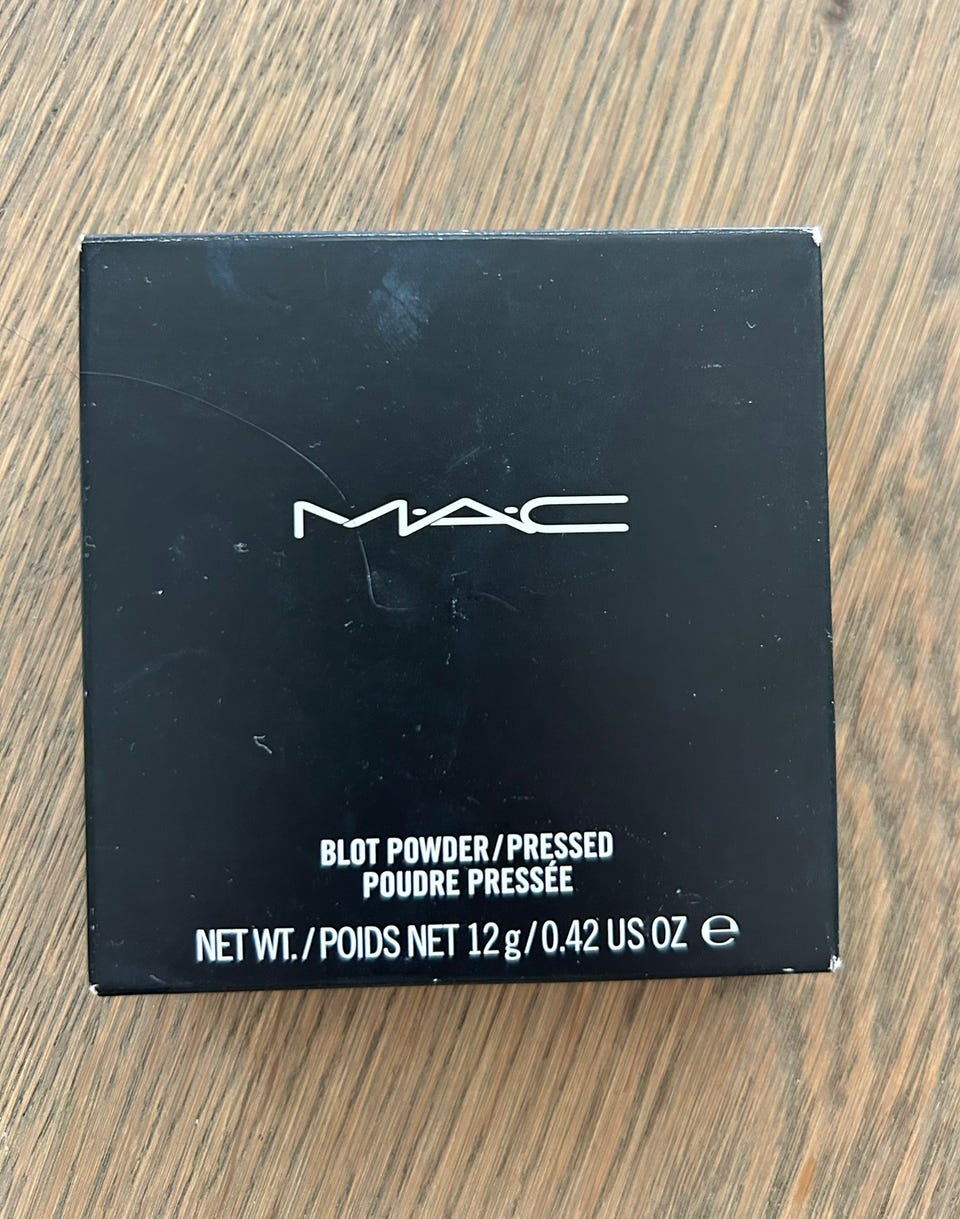 M·A·C
BLOT POWDER/PRESSED
POUDRE PRESSÉE
NET WT./POIDS NET 12 g/0.42 US OZ ℮